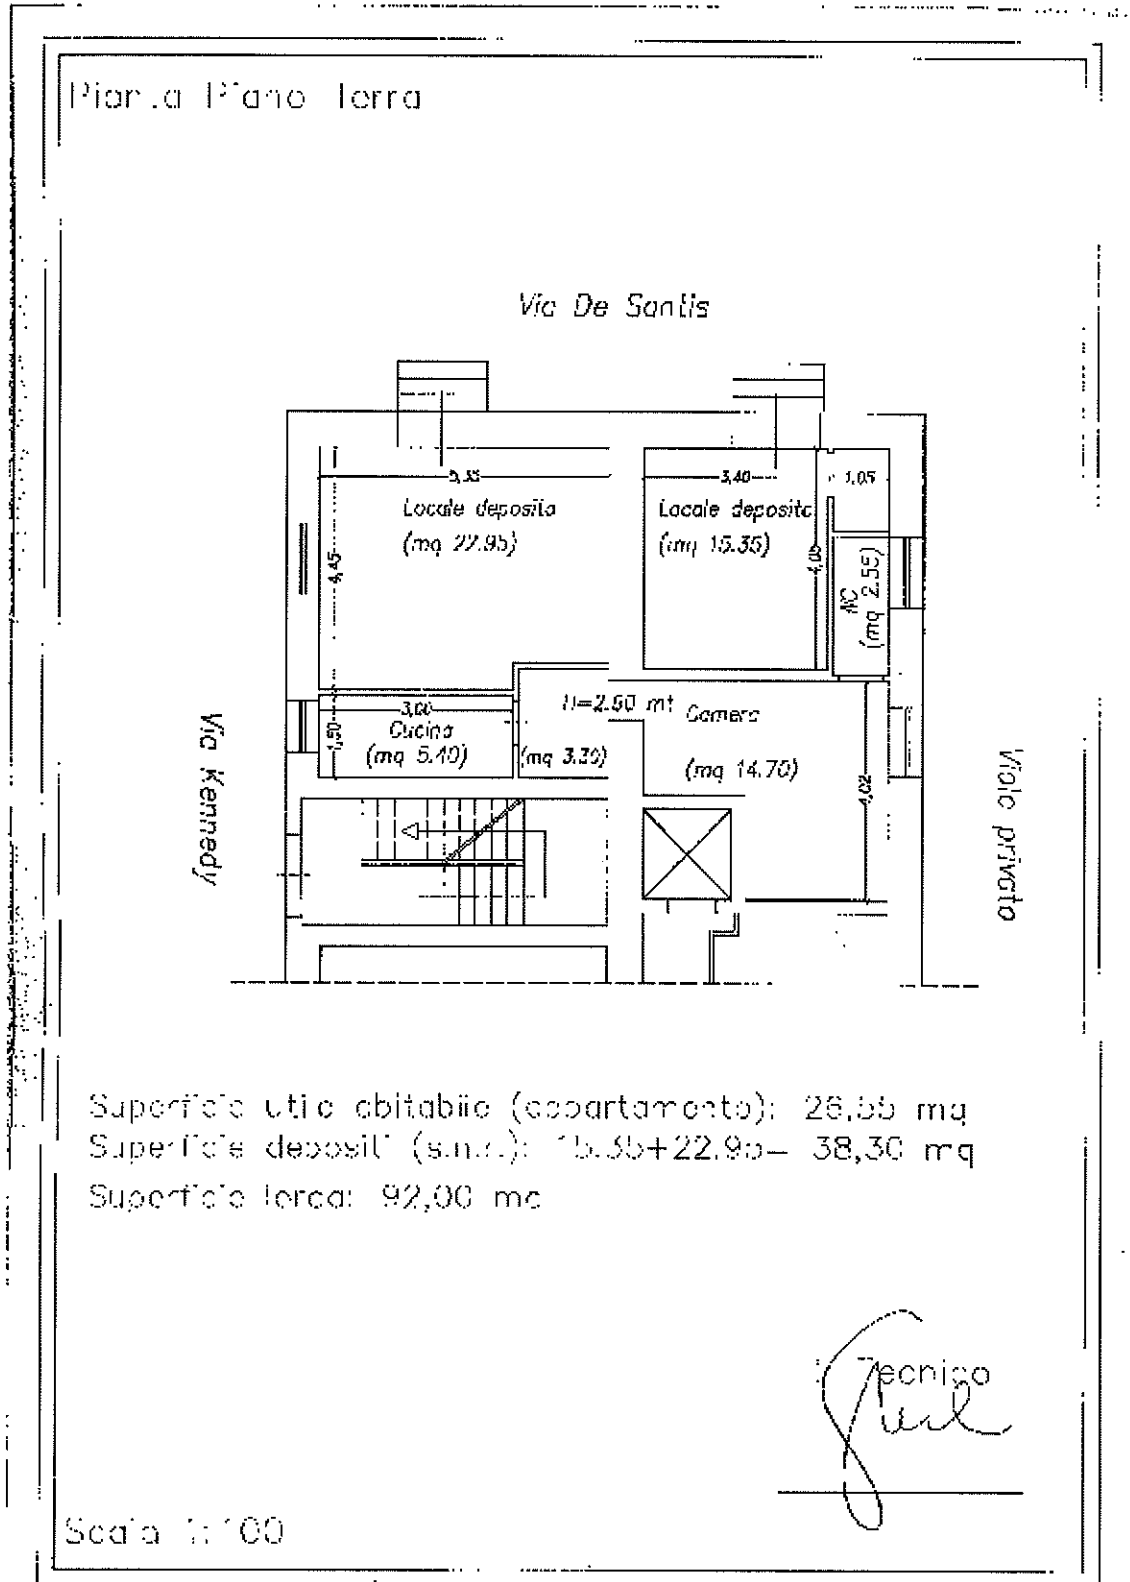 Pianta Piano Terra
Via De Santis
5,35
3,40
1,05
Locale deposito
(mq 22.95)
Locale deposito
(mq 15.35)
4,45
4,05
WC
(mq 2.55)
H=2.60 mt
Camera
3,60
Cucina
1,50
(mq 5.40)
(mq 3.30)
(mq 14.70)
4,02
Via Kennedy
Viale privato
Superficie utile abitabile (appartamento): 26,55 mq
Superficie depositi (s.n.r.): 15.35+22.95= 38,30 mq
Superficie lorda: 92,00 mq
Tecnico
Scala 1:100